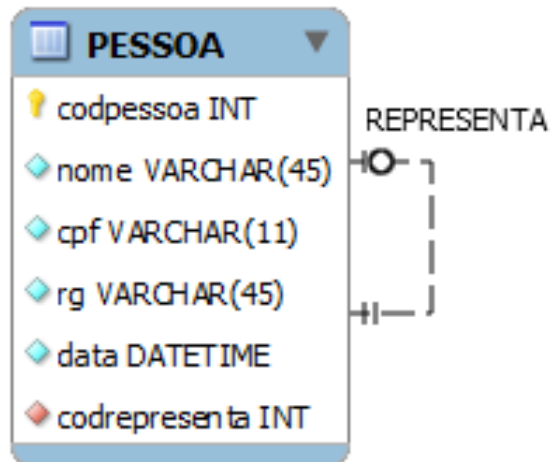 PESSOA
codpessoa INT
REPRESENTA
nome VARCHAR(45)
cpf VARCHAR(11)
rg VARCHAR(45)
data DATETIME
codrepresenta INT